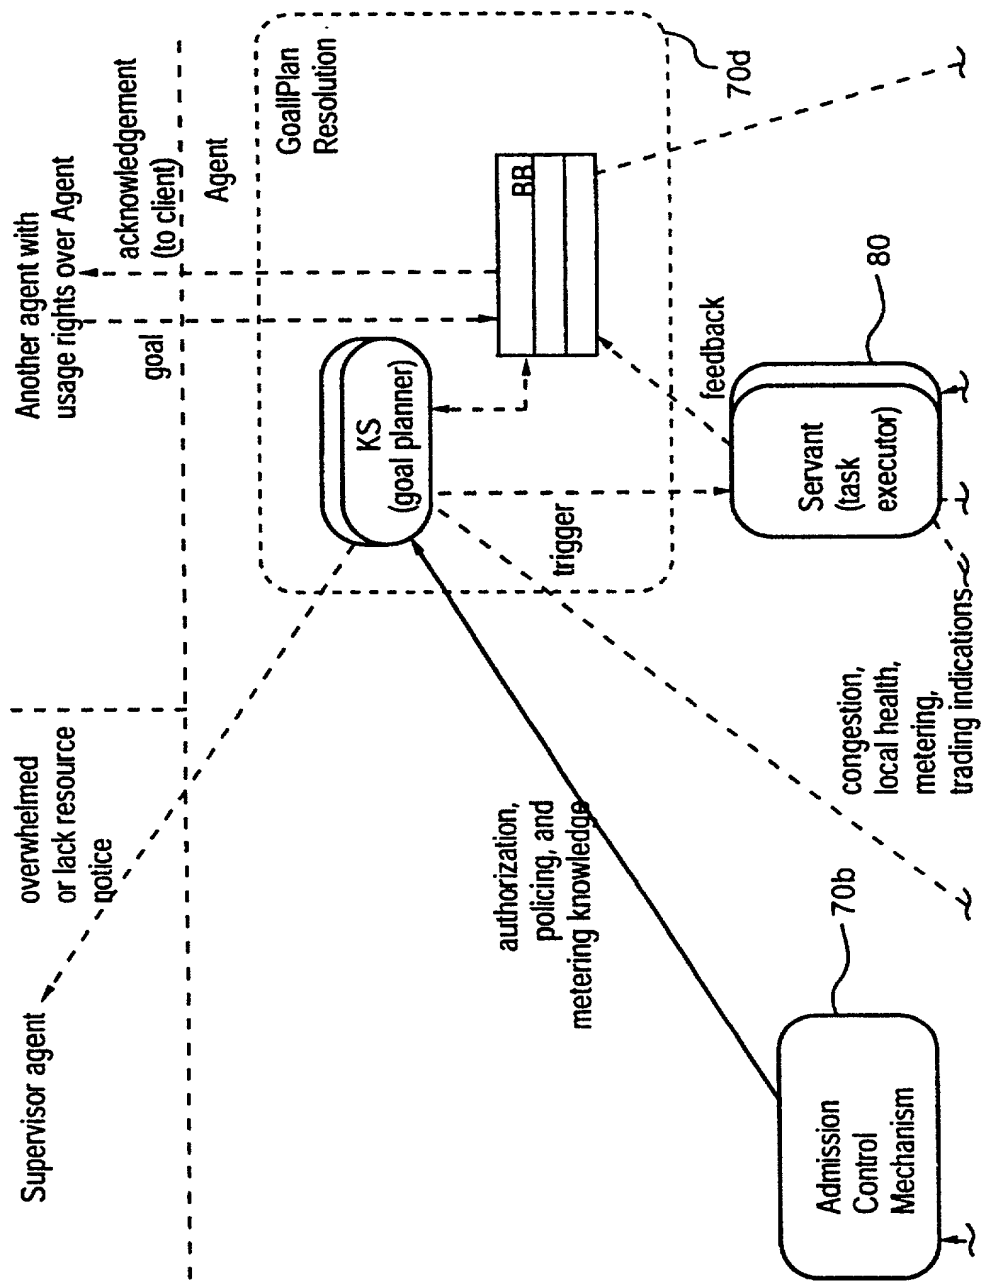 Supervisor agent
overwhelmed
or lack resource
notice
Another agent with
usage rights over Agent
goal
acknowledgement
(to client)
Agent
Goal/Plan
Resolution
KS
(goal planner)
BB
70d
trigger
feedback
authorization,
policing, and
metering knowledge
Servant
(task
executor)
80
congestion,
local health,
metering,
trading indications
70b
Admission
Control
Mechanism